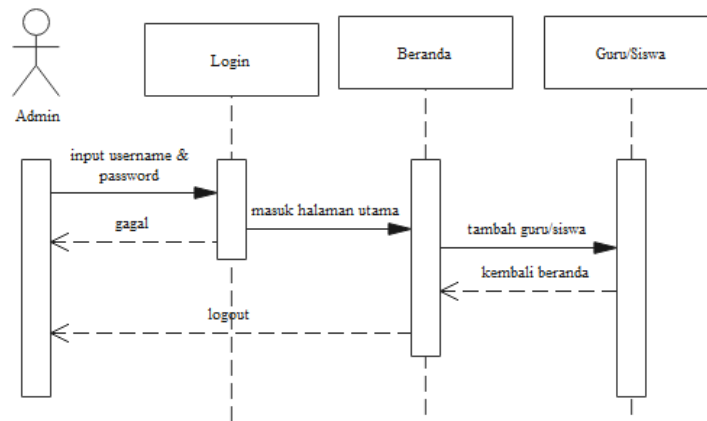 Login
Beranda
Guru/Siswa
Admin
input username &
password
masuk halaman utama
gagal
tambah guru/siswa
kembali beranda
logout